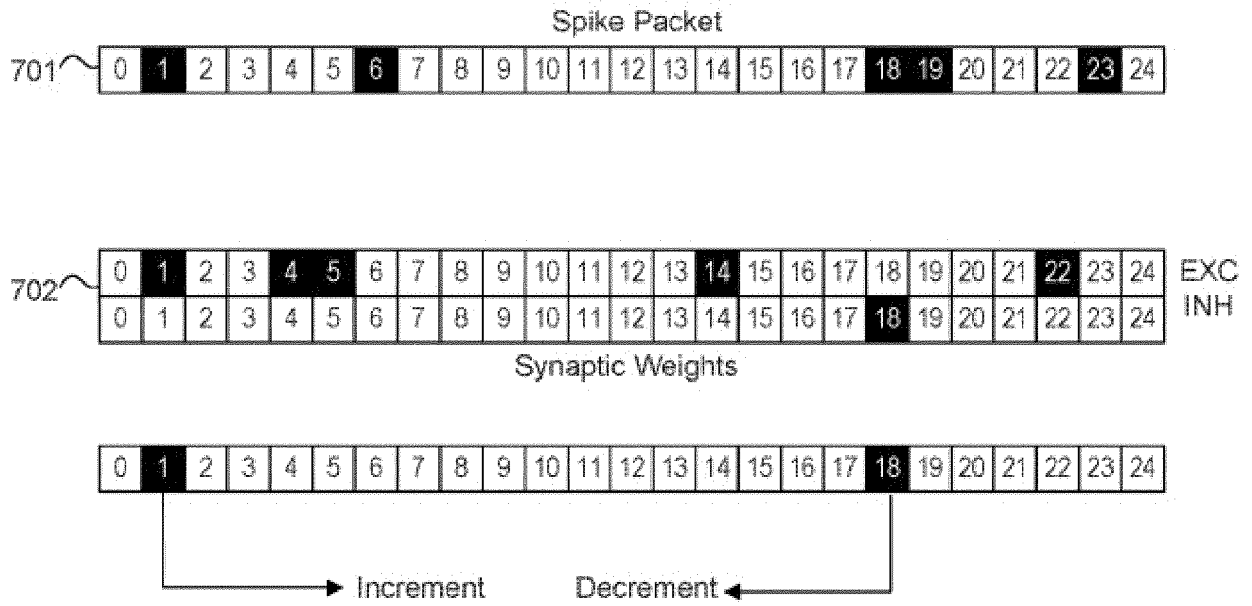 Spike Packet
701 0 1 2 3 4 5 6 7 8 9 10 11 12 13 14 15 16 17 18 19 20 21 22 23 24
702 0 1 2 3 4 5 6 7 8 9 10 11 12 13 14 15 16 17 18 19 20 21 22 23 24 EXC
0 1 2 3 4 5 6 7 8 9 10 11 12 13 14 15 16 17 18 19 20 21 22 23 24 INH
Synaptic Weights
0 1 2 3 4 5 6 7 8 9 10 11 12 13 14 15 16 17 18 19 20 21 22 23 24
Increment Decrement